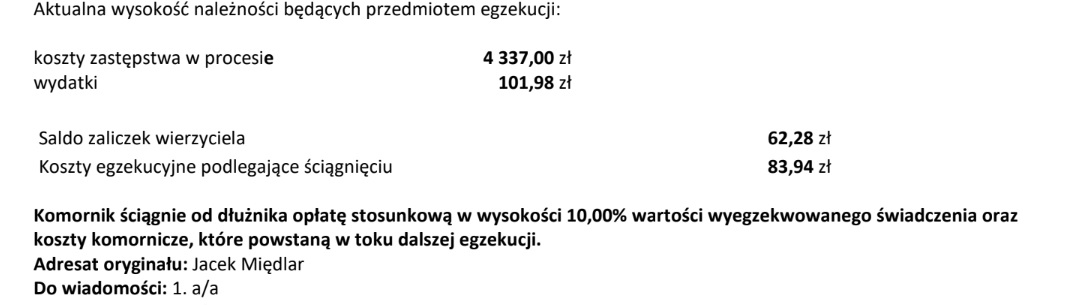 Aktualna wysokość należności będących przedmiotem egzekucji:
koszty zastępstwa w procesie 4 337,00 zł
wydatki 101,98 zł
Saldo zaliczek wierzyciela 62,28 zł
Koszty egzekucyjne podlegające ściągnięciu 83,94 zł
Komornik ściągnie od dłużnika opłatę stosunkową w wysokości 10,00% wartości wyegzekwowanego świadczenia oraz
koszty komornicze, które powstaną w toku dalszej egzekucji.
Adresat oryginału: Jacek Międlar
Do wiadomości: 1. a/a